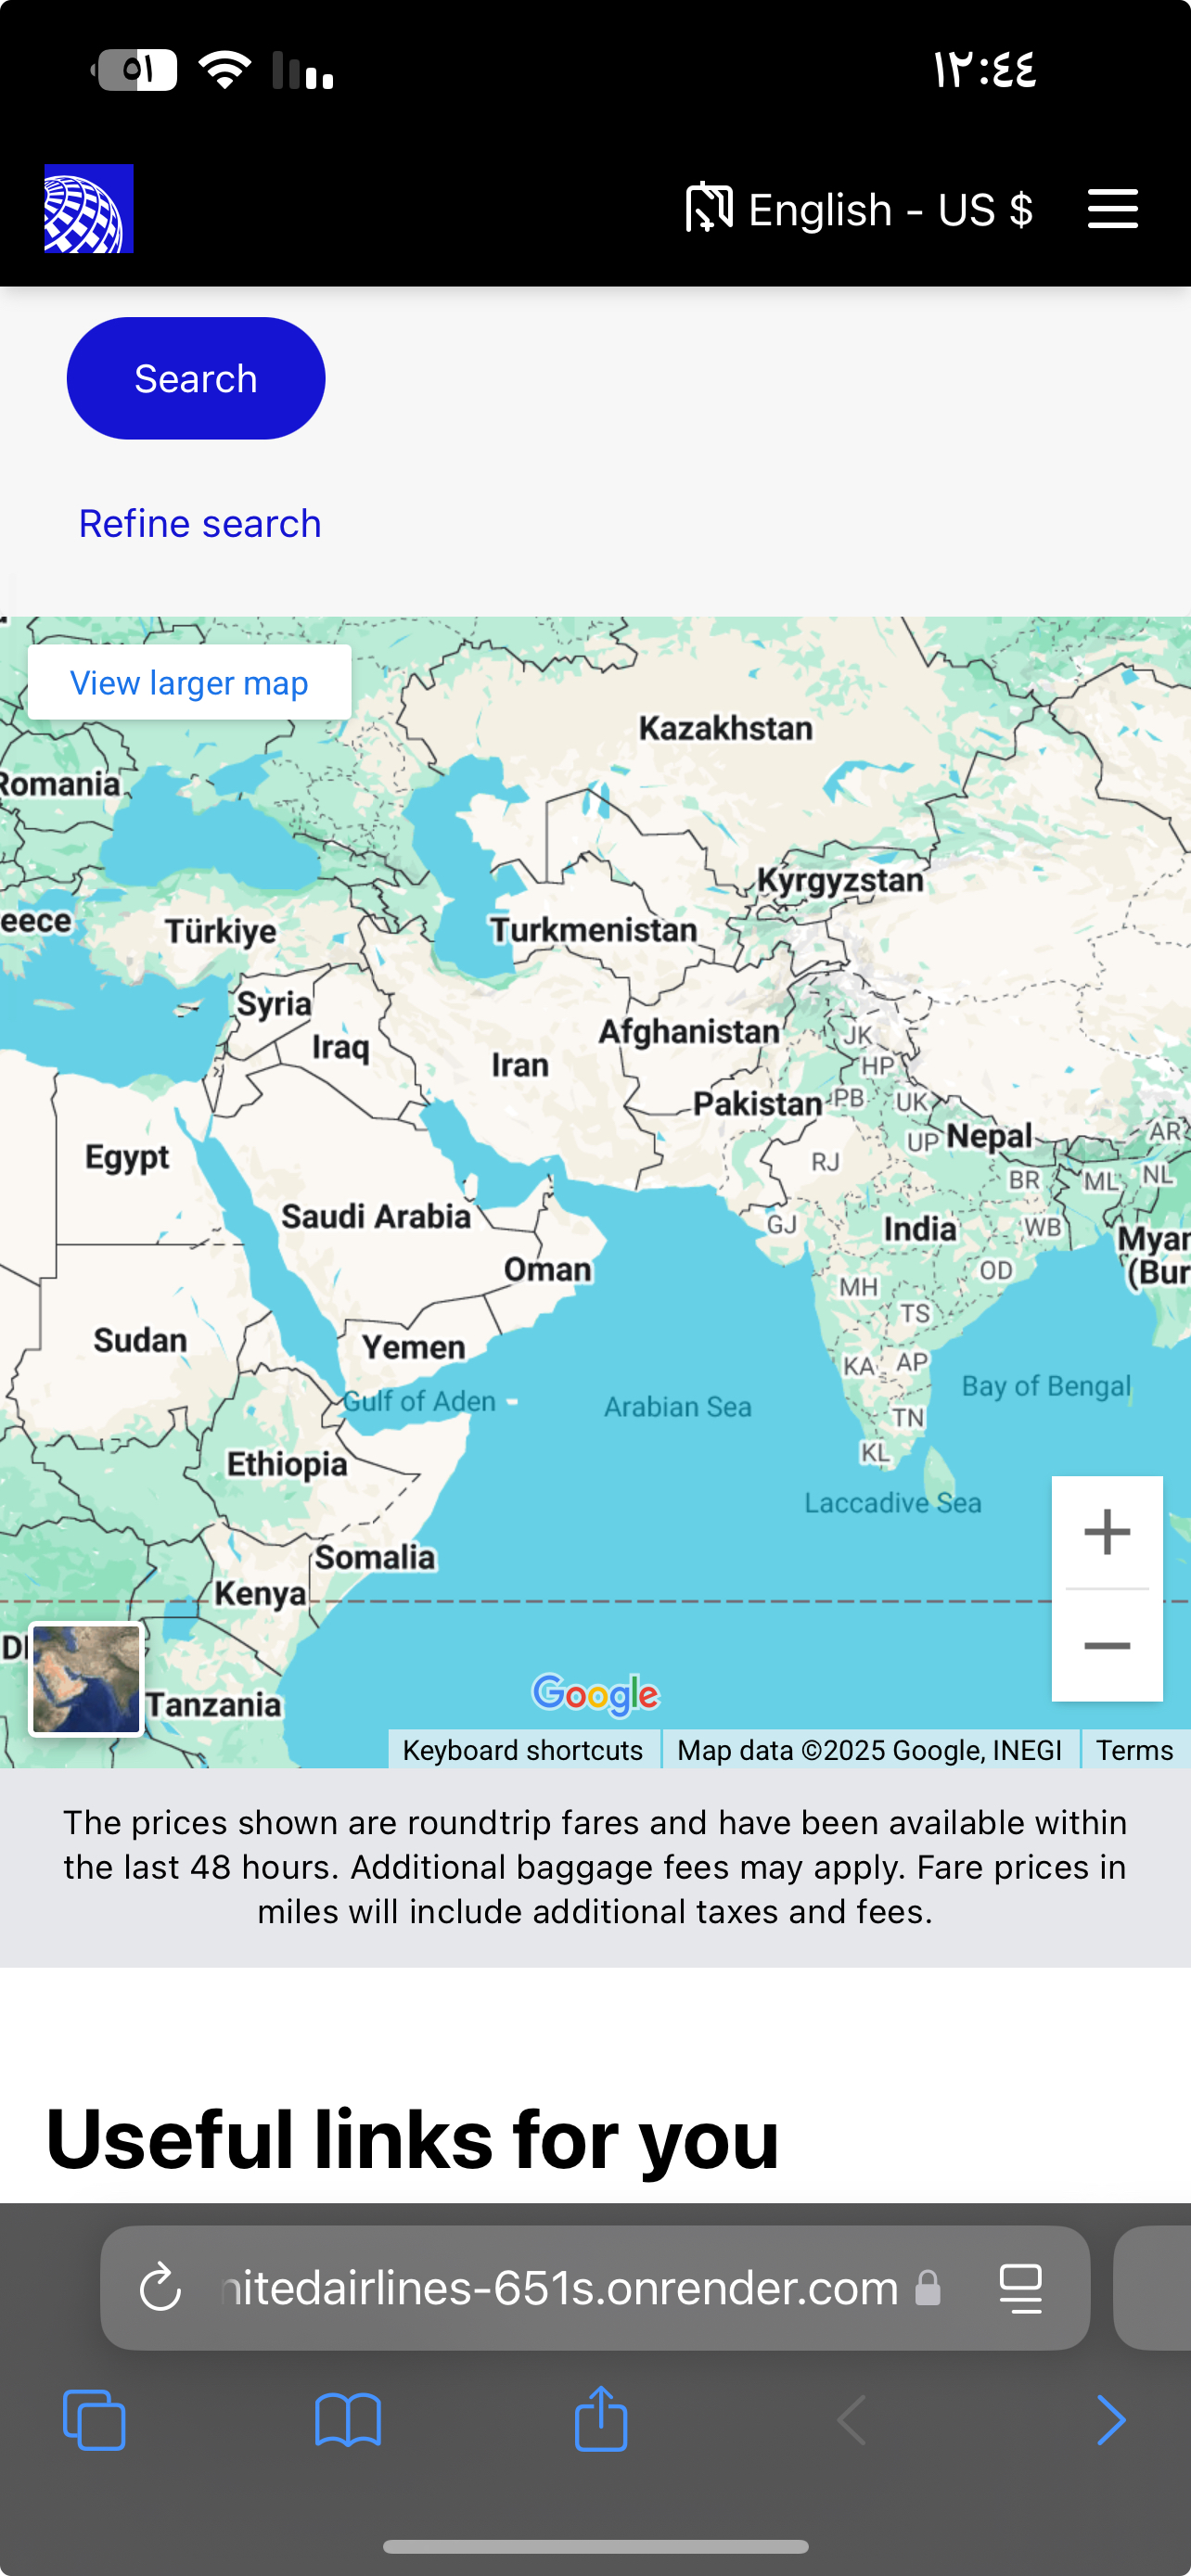 ٥١
١٢:٤٤
English - US $
Search
Refine search
View larger map
Kazakhstan
Romania
Kyrgyzstan
eece
Türkiye
Turkmenistan
Syria
Afghanistan
JK
Iraq
Iran
HP
Pakistan
PB
UK
Egypt
UP
Nepal
AR
RJ
BR
ML
NL
Saudi Arabia
GJ
India
WB
Myan
Oman
OD
(Bur
MH
TS
Sudan
Yemen
KA
AP
Gulf of Aden
Arabian Sea
Bay of Bengal
TN
Ethiopia
KL
Laccadive Sea
Somalia
Kenya
Tanzania
Google
Keyboard shortcuts
Map data ©2025 Google, INEGI
Terms
The prices shown are roundtrip fares and have been available within
the last 48 hours. Additional baggage fees may apply. Fare prices in
miles will include additional taxes and fees.
Useful links for you
nitedairlines-651s.onrender.com